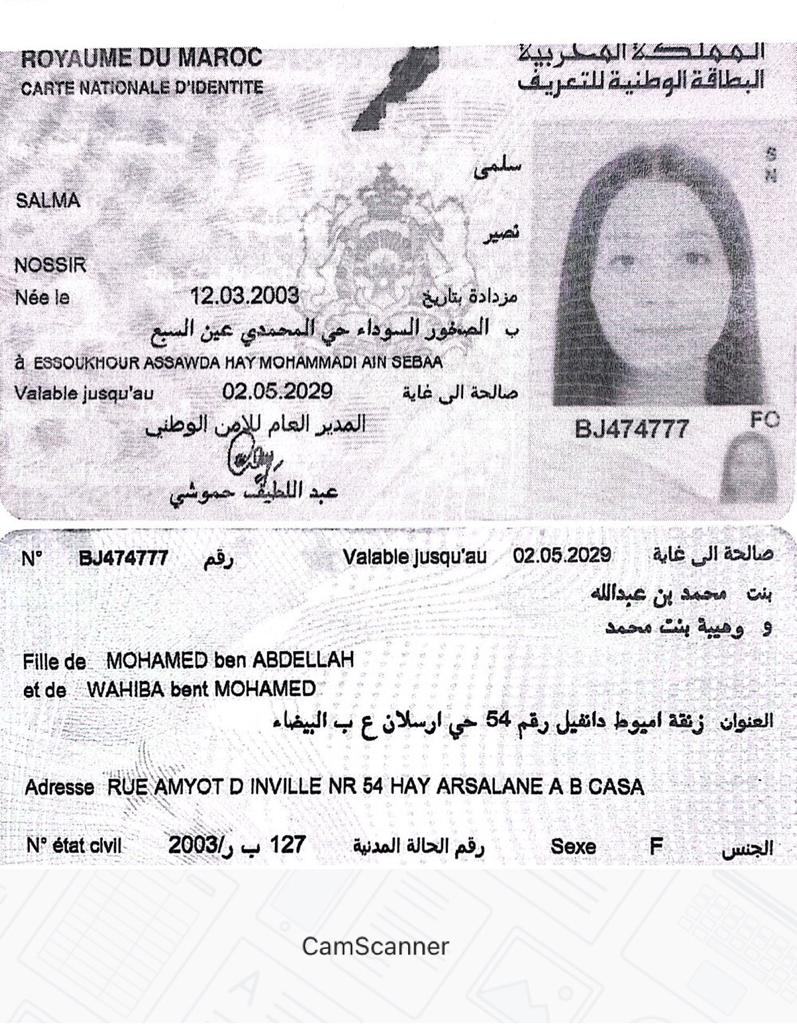 ROYAUME DU MAROC
المملكة المغربية
CARTE NATIONALE D'IDENTITE
البطاقة الوطنية للتعريف
سلمى
SALMA
نصير
NOSSIR
Née le 12.03.2003 مزدادة بتاريخ
ب الصخور السوداء حي المحمدي عين السبع
à ESSOUKHOUR ASSAWDA HAY MOHAMMADI AIN SEBAA
Valable jusqu'au 02.05.2029 صالحة الى غاية
المدير العام للامن الوطني
عبد اللطيف حموشي
S
N
BJ474777
FO
N° BJ474777 رقم Valable jusqu'au 02.05.2029 صالحة الى غاية
بنت محمد بن عبدالله
و وهيبة بنت محمد
Fille de MOHAMED ben ABDELLAH
et de WAHIBA bent MOHAMED
العنوان زنقة اميوط دانفيل رقم 54 حي ارسلان ع ب البيضاء
Adresse RUE AMYOT D INVILLE NR 54 HAY ARSALANE A B CASA
N° état civil 127 ب ر/2003 رقم الحالة المدنية Sexe F الجنس
CamScanner